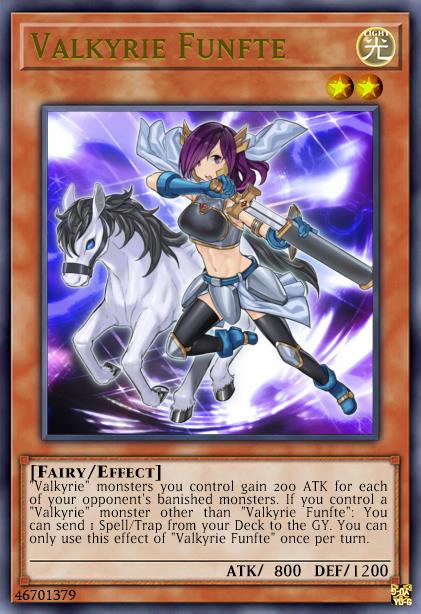 Valkyrie Funfte
LIGHT
光
[Fairy/Effect]
"Valkyrie" monsters you control gain 200 ATK for each
of your opponent's banished monsters. If you control a
"Valkyrie" monster other than "Valkyrie Funfte": You
can send 1 Spell/Trap from your Deck to the GY. You can
only use this effect of "Valkyrie Funfte" once per turn.
ATK/ 800 DEF/1200
46701379